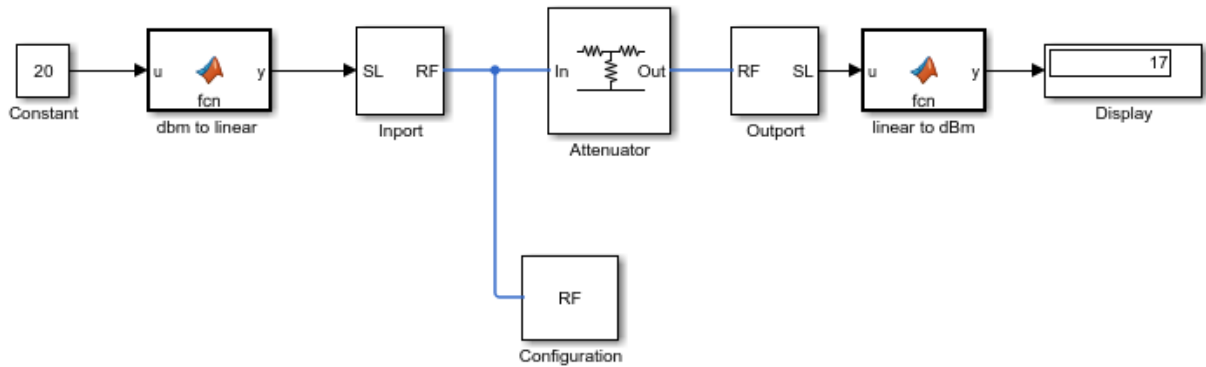 20
Constant
u
fcn
y
dbm to linear
SL
RF
Inport
In
Out
Attenuator
RF
SL
Outport
u
fcn
y
linear to dBm
17
Display
RF
Configuration